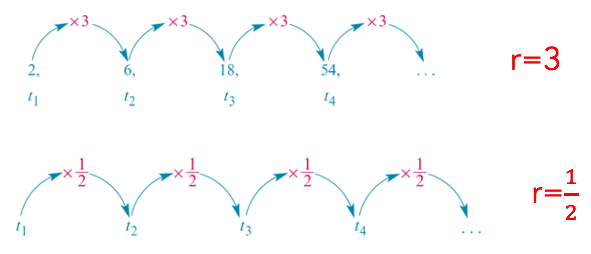 ×3 ×3 ×3 ×3
2, 6, 18, 54, ...
r=3
t₁ t₂ t₃ t₄
×1/2 ×1/2 ×1/2 ×1/2
r=1/2
t₁ t₂ t₃ t₄ ...